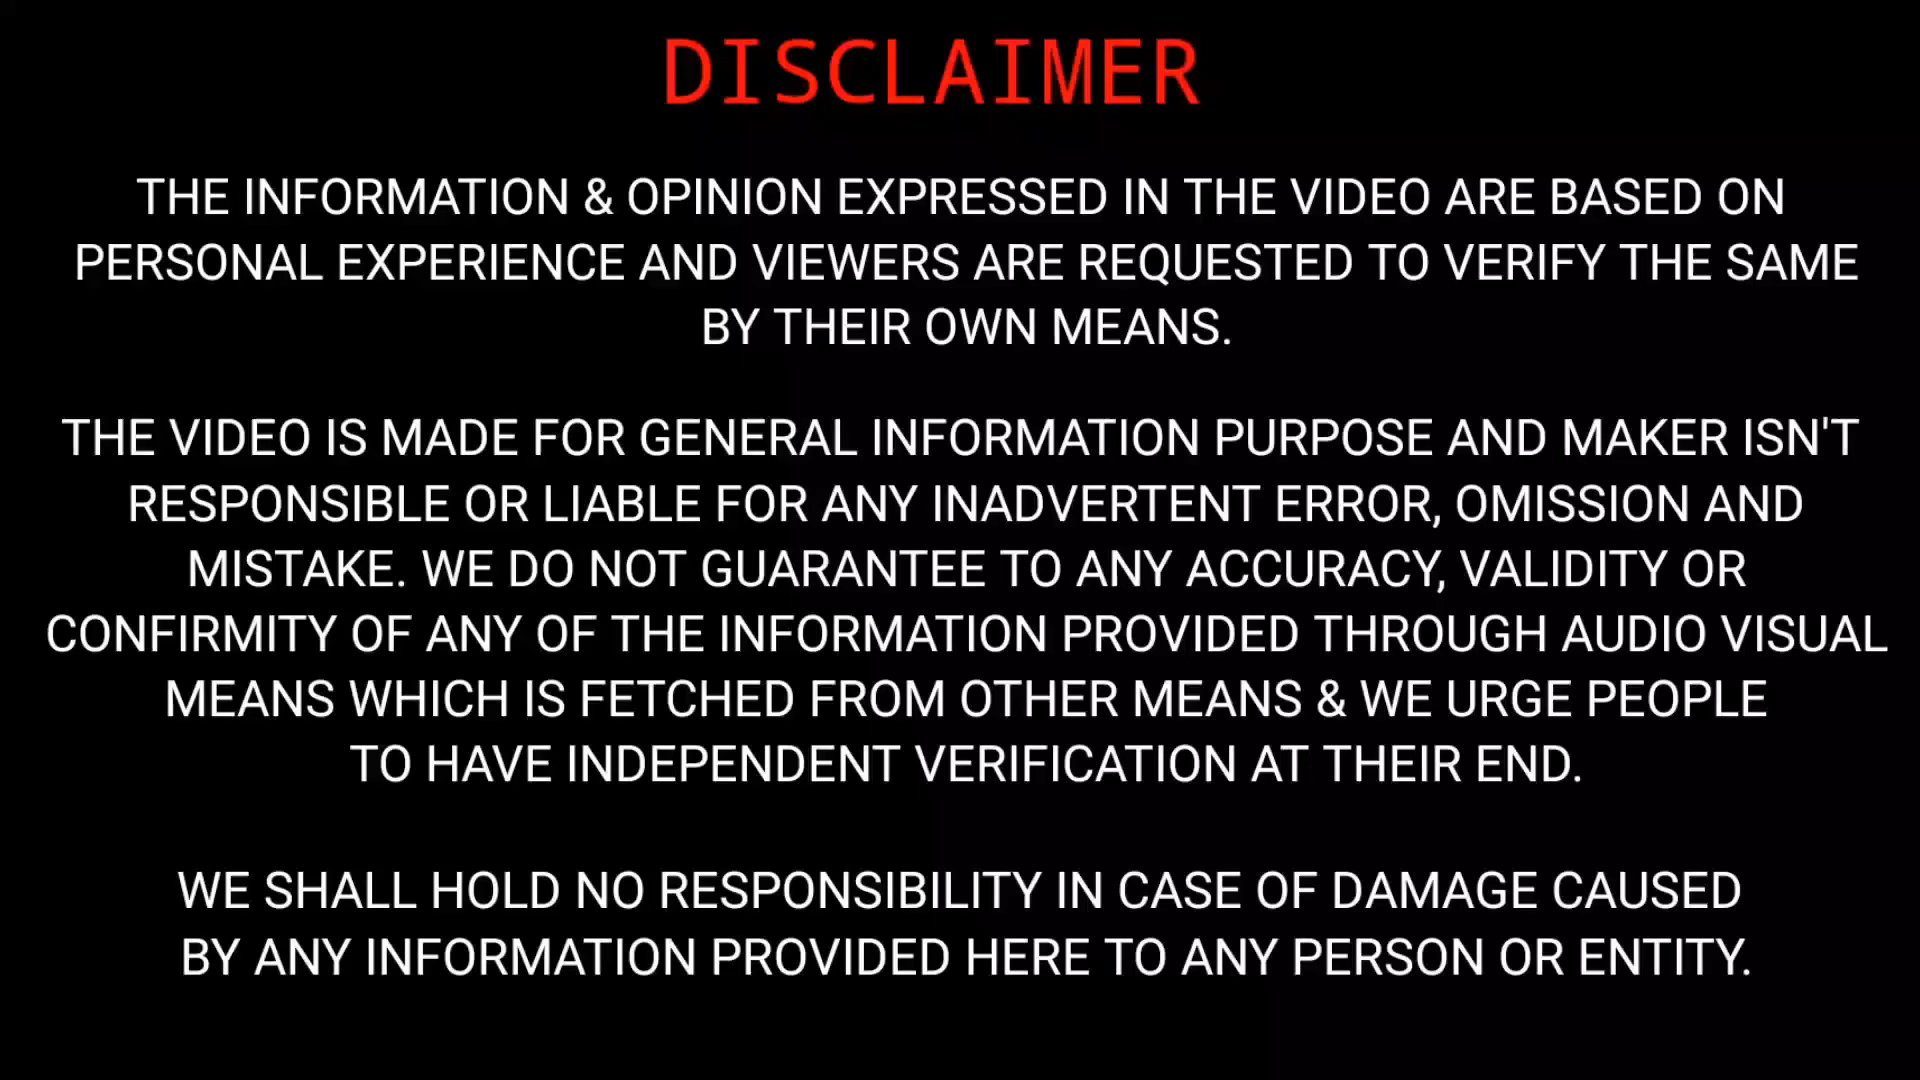 DISCLAIMER
THE INFORMATION & OPINION EXPRESSED IN THE VIDEO ARE BASED ON
PERSONAL EXPERIENCE AND VIEWERS ARE REQUESTED TO VERIFY THE SAME
BY THEIR OWN MEANS.
THE VIDEO IS MADE FOR GENERAL INFORMATION PURPOSE AND MAKER ISN'T
RESPONSIBLE OR LIABLE FOR ANY INADVERTENT ERROR, OMISSION AND
MISTAKE. WE DO NOT GUARANTEE TO ANY ACCURACY, VALIDITY OR
CONFIRMITY OF ANY OF THE INFORMATION PROVIDED THROUGH AUDIO VISUAL
MEANS WHICH IS FETCHED FROM OTHER MEANS & WE URGE PEOPLE
TO HAVE INDEPENDENT VERIFICATION AT THEIR END.
WE SHALL HOLD NO RESPONSIBILITY IN CASE OF DAMAGE CAUSED
BY ANY INFORMATION PROVIDED HERE TO ANY PERSON OR ENTITY.